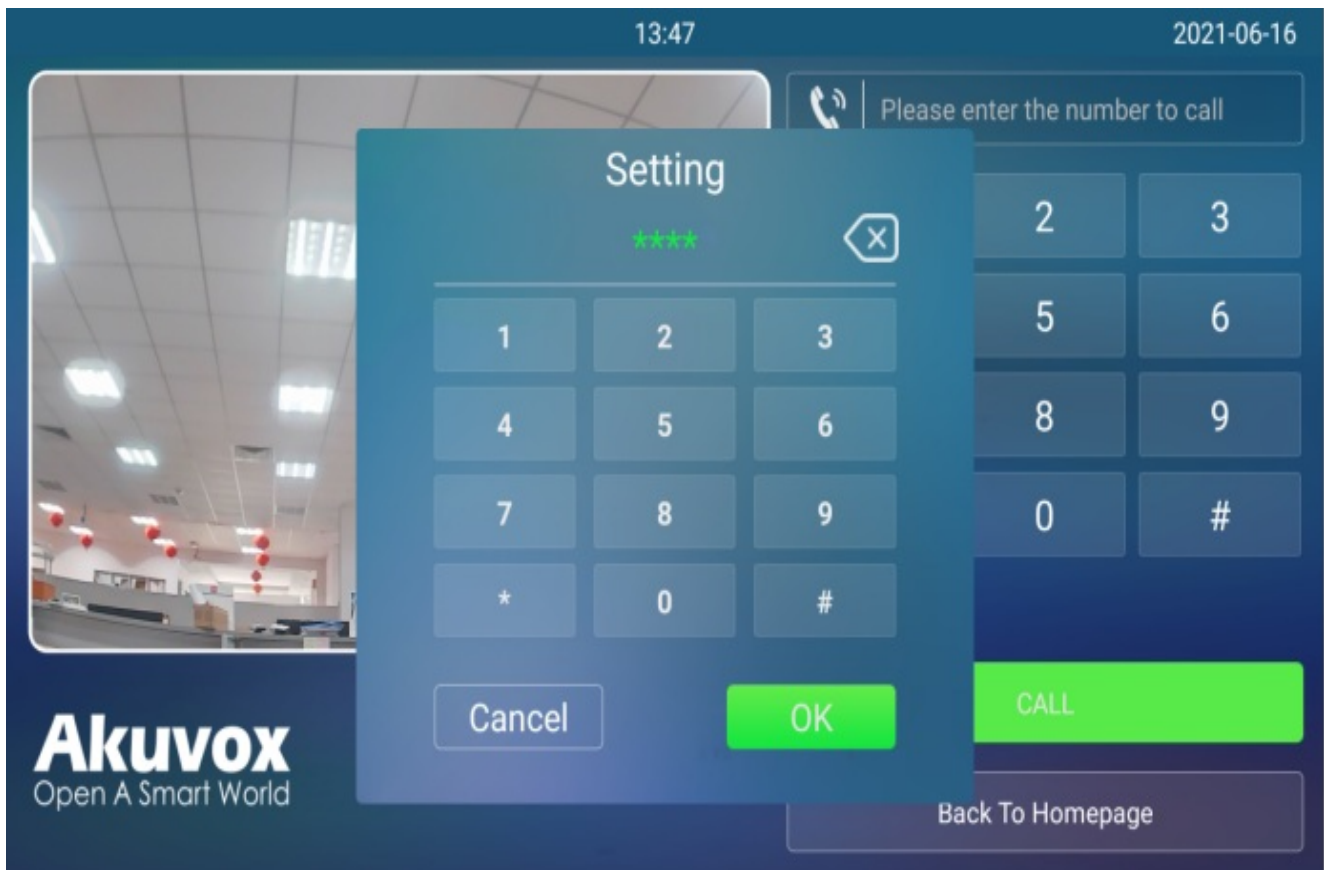 13:47
2021-06-16
Please enter the number to call
Setting
****
1 2 3
4 5 6
7 8 9
* 0 #
Cancel OK
2 3
5 6
8 9
0 #
CALL
Back To Homepage
Akuvox
Open A Smart World